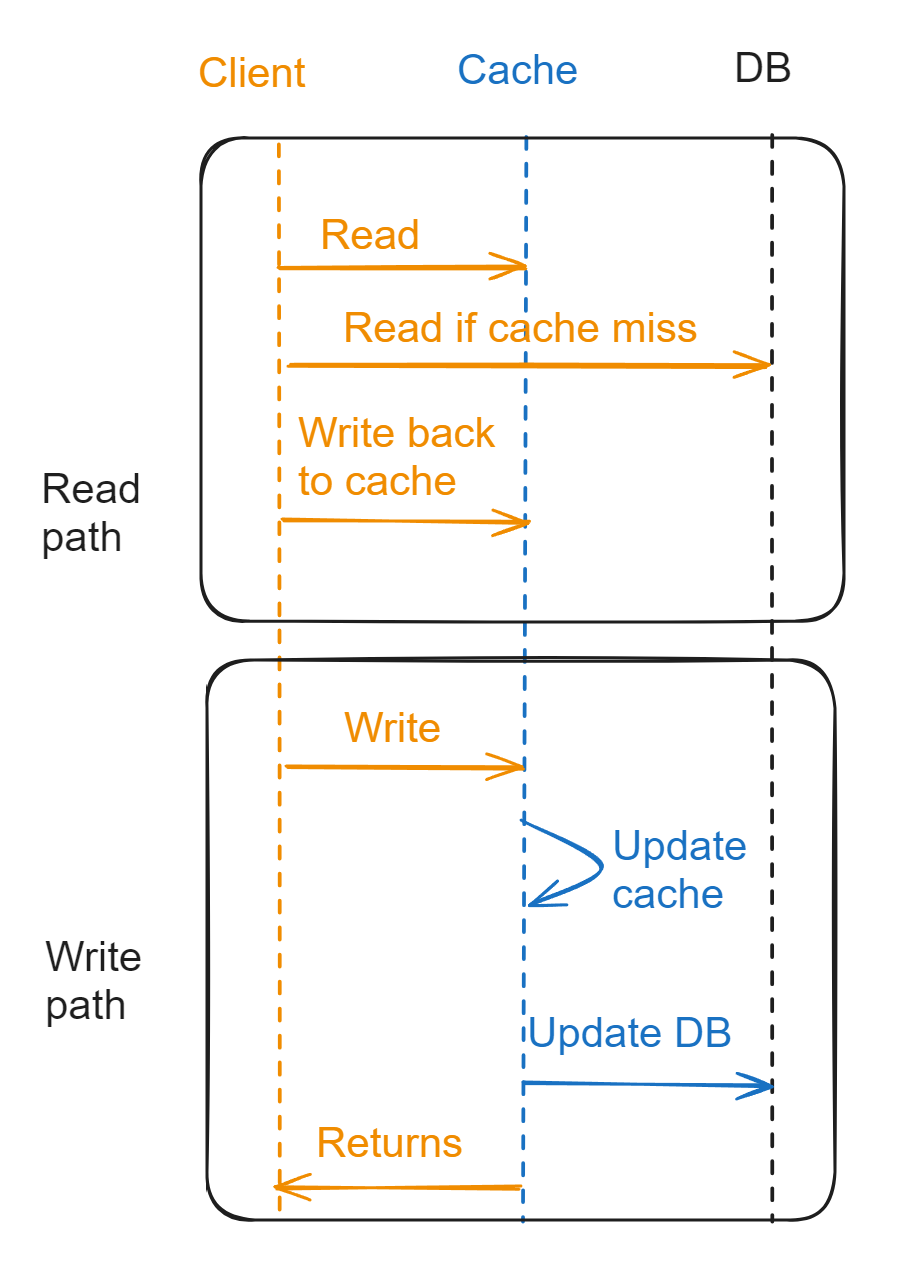 Client
Cache
DB
Read
Read if cache miss
Write back
to cache
Read
path
Write
Update
cache
Write
path
Update DB
Returns